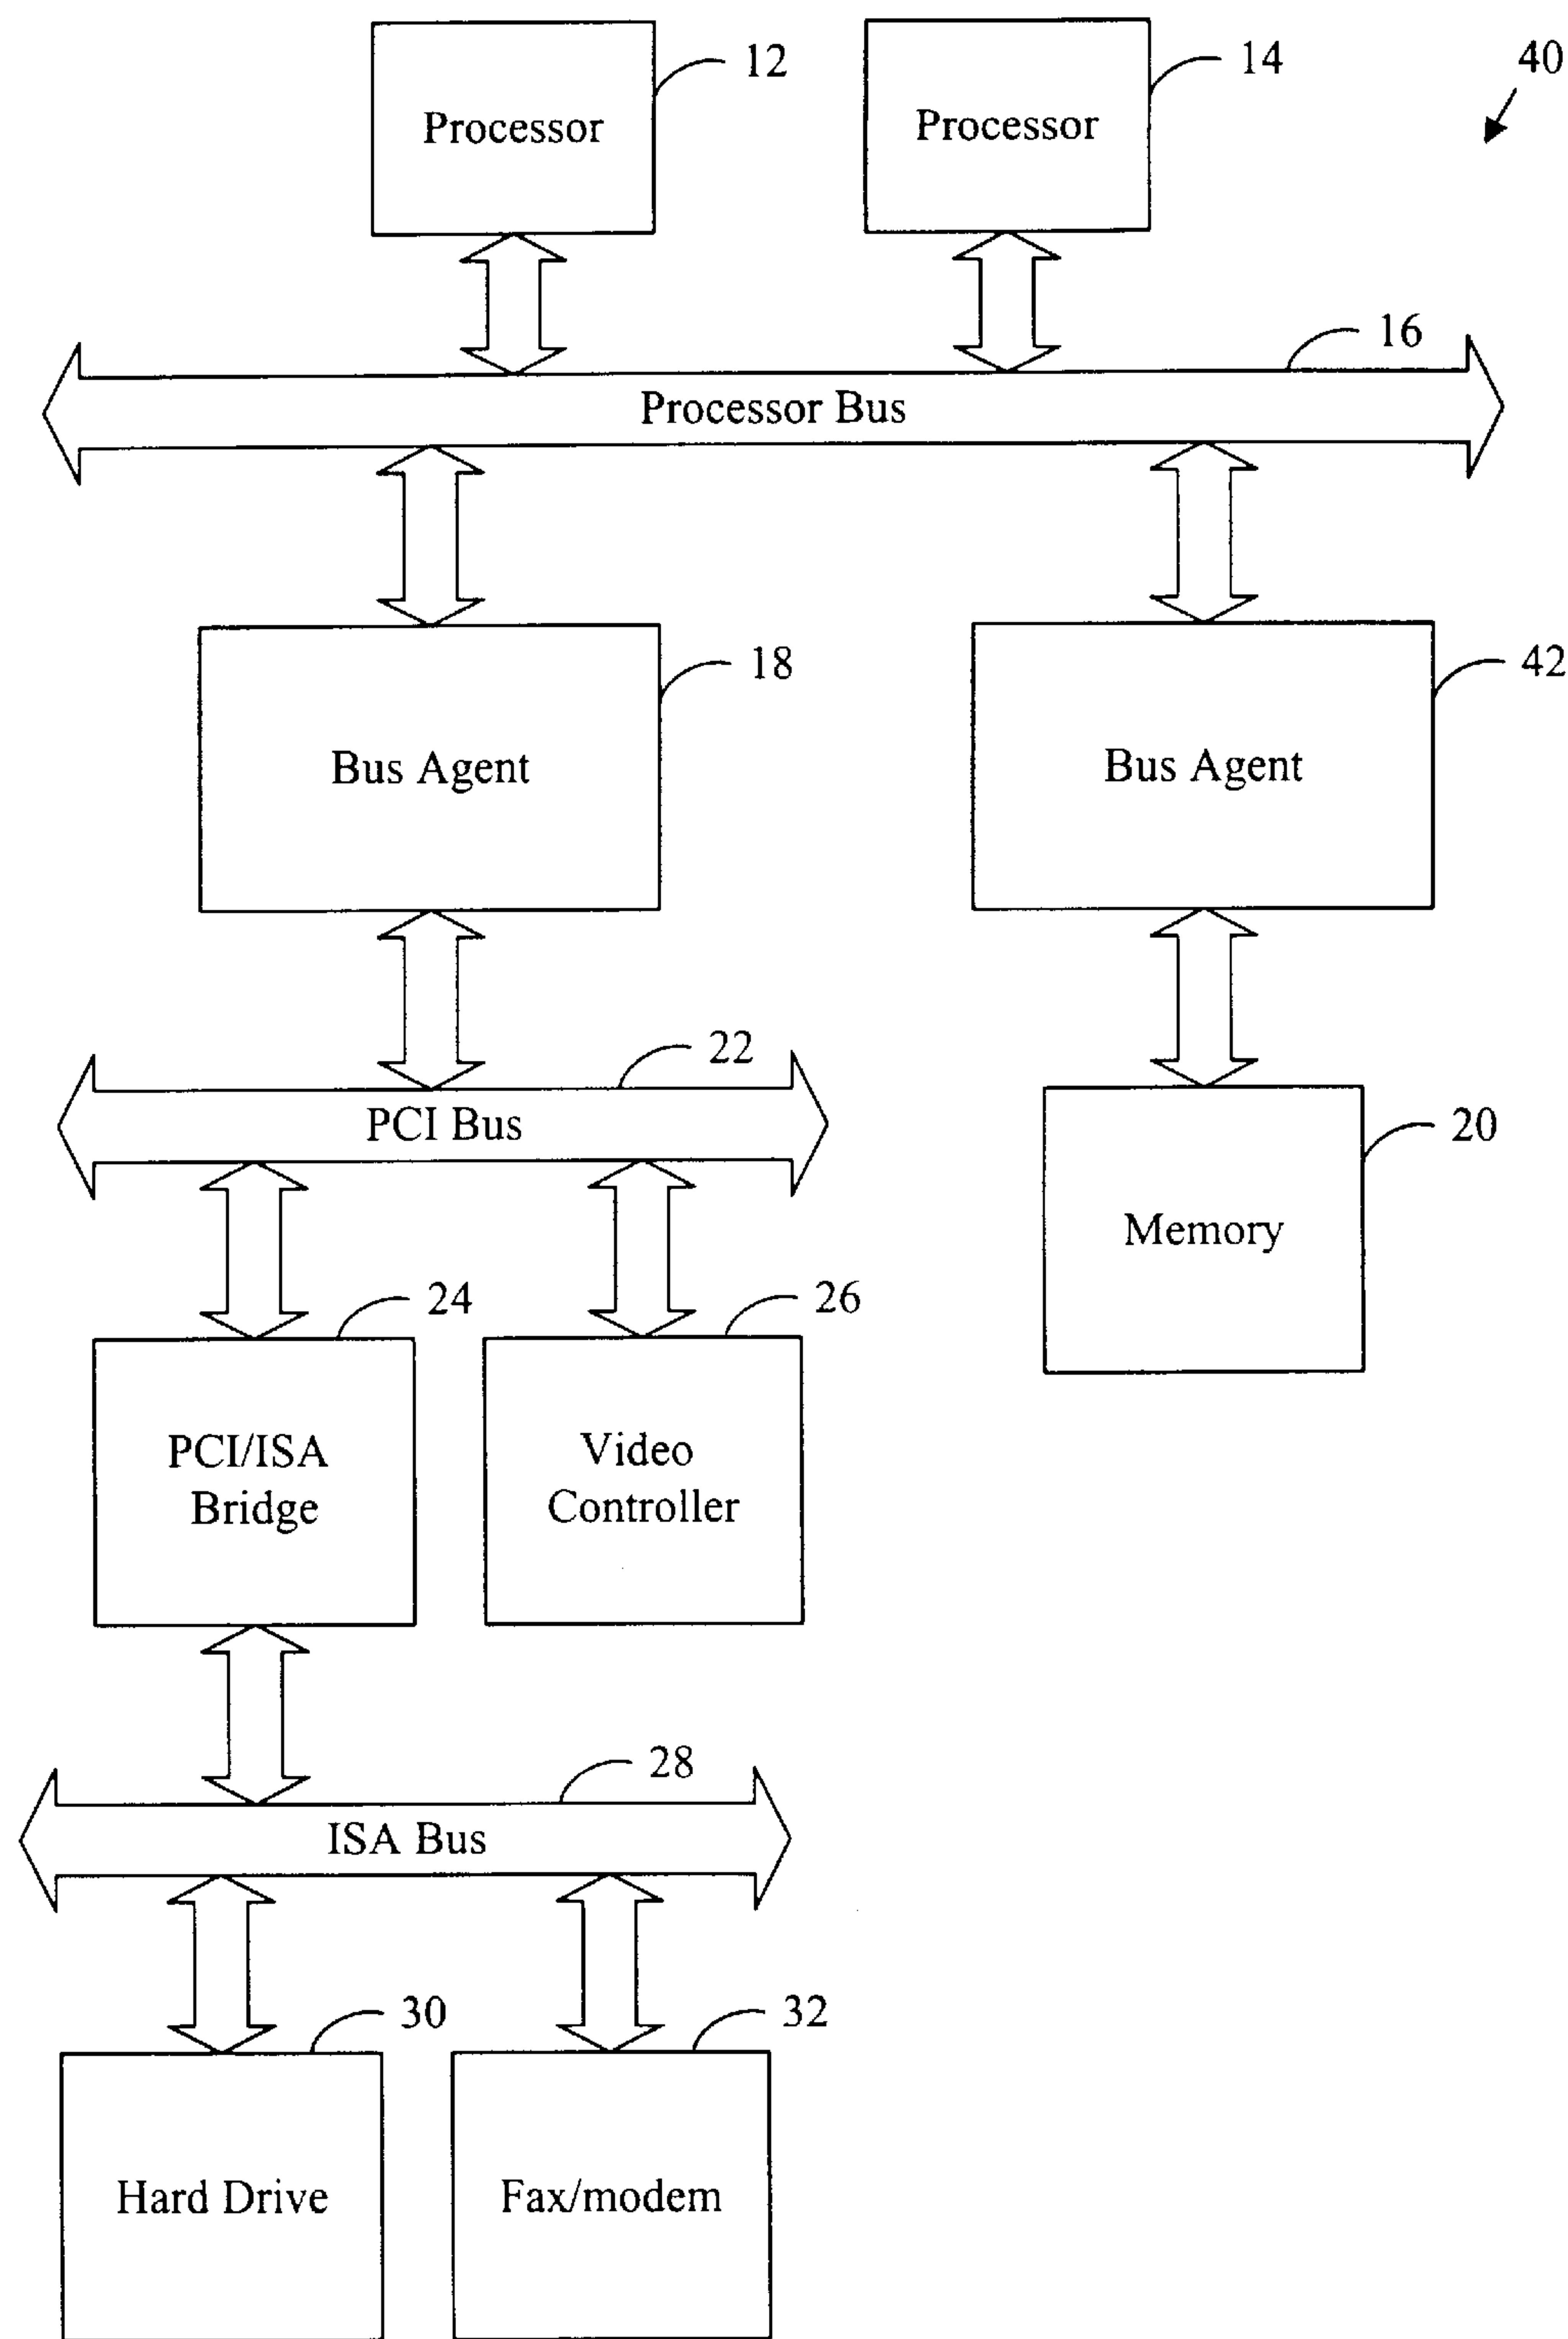 12
14
40
Processor
Processor
16
Processor Bus
18
42
Bus Agent
Bus Agent
22
PCI Bus
20
Memory
24
26
PCI/ISA
Bridge
Video
Controller
28
ISA Bus
30
32
Hard Drive
Fax/modem